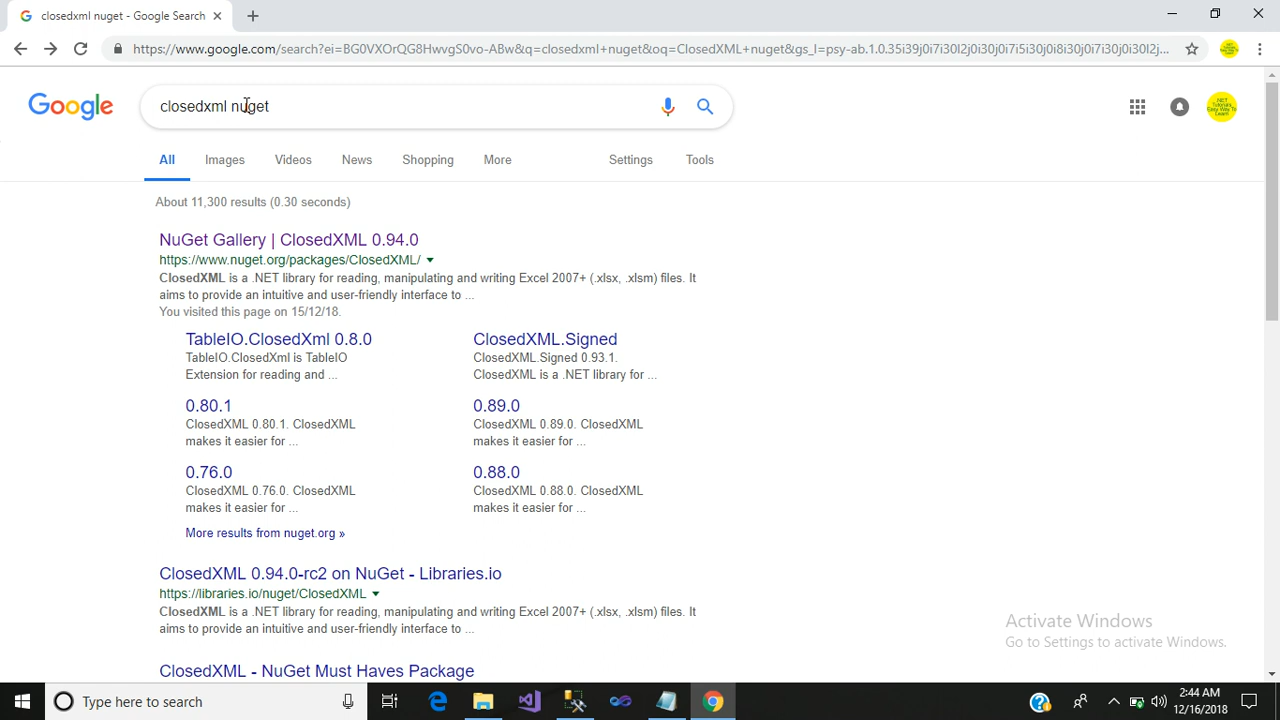 closedxml nuget - Google Search
https://www.google.com/search?ei=BG0VXOrQG8HwvgS0vo-ABw&q=closedxml+nuget&oq=ClosedXML+nuget&gs_l=psy-ab.1.0.35i39j0i7i30l2j0i30j0i7i5i30j0i8i30j0i7i30j0i30l2j...
Google
closedxml nuget
.NET Tutorials Easy Way To Learn!
All Images Videos News Shopping More Settings Tools
About 11,300 results (0.30 seconds)
NuGet Gallery | ClosedXML 0.94.0
https://www.nuget.org/packages/ClosedXML/
ClosedXML is a .NET library for reading, manipulating and writing Excel 2007+ (.xlsx, .xlsm) files. It
aims to provide an intuitive and user-friendly interface to ...
You visited this page on 15/12/18.
TableIO.ClosedXml 0.8.0
TableIO.ClosedXml is TableIO
Extension for reading and ...
ClosedXML.Signed
ClosedXML.Signed 0.93.1.
ClosedXML is a .NET library for ...
0.80.1
ClosedXML 0.80.1. ClosedXML
makes it easier for ...
0.89.0
ClosedXML 0.89.0. ClosedXML
makes it easier for ...
0.76.0
ClosedXML 0.76.0. ClosedXML
makes it easier for ...
0.88.0
ClosedXML 0.88.0. ClosedXML
makes it easier for ...
More results from nuget.org »
ClosedXML 0.94.0-rc2 on NuGet - Libraries.io
https://libraries.io/nuget/ClosedXML
ClosedXML is a .NET library for reading, manipulating and writing Excel 2007+ (.xlsx, .xlsm) files. It
aims to provide an intuitive and user-friendly interface to ...
ClosedXML - NuGet Must Haves Package
Activate Windows
Go to Settings to activate Windows.
Type here to search
2:44 AM
12/16/2018